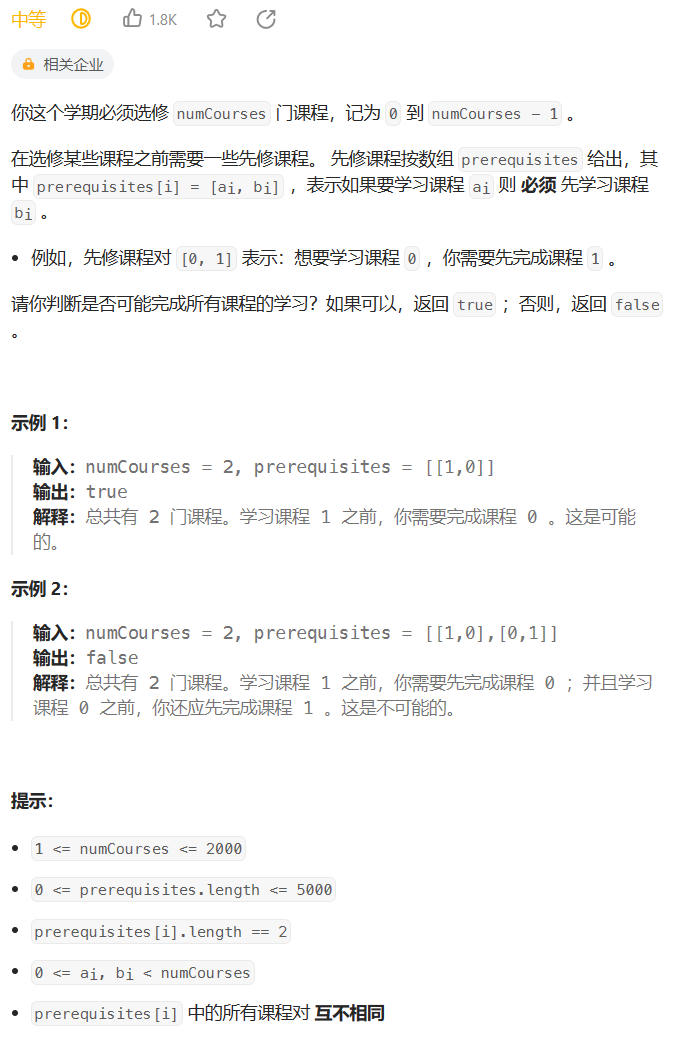 中等 1.8K
相关企业
你这个学期必须选修 numCourses 门课程，记为 0 到 numCourses - 1 。
在选修某些课程之前需要一些先修课程。 先修课程按数组 prerequisites 给出，其
中 prerequisites[i] = [ai, bi] ，表示如果要学习课程 ai 则 必须 先学习课程
bi 。
• 例如，先修课程对 [0, 1] 表示：想要学习课程 0 ，你需要先完成课程 1 。
请你判断是否可能完成所有课程的学习？如果可以，返回 true ；否则，返回 false
。
示例 1：
输入：numCourses = 2, prerequisites = [[1,0]]
输出：true
解释：总共有 2 门课程。学习课程 1 之前，你需要完成课程 0 。这是可能
的。
示例 2：
输入：numCourses = 2, prerequisites = [[1,0],[0,1]]
输出：false
解释：总共有 2 门课程。学习课程 1 之前，你需要先完成课程 0 ；并且学习
课程 0 之前，你还应先完成课程 1 。这是不可能的。
提示：
• 1 <= numCourses <= 2000
• 0 <= prerequisites.length <= 5000
• prerequisites[i].length == 2
• 0 <= ai, bi < numCourses
• prerequisites[i] 中的所有课程对 互不相同